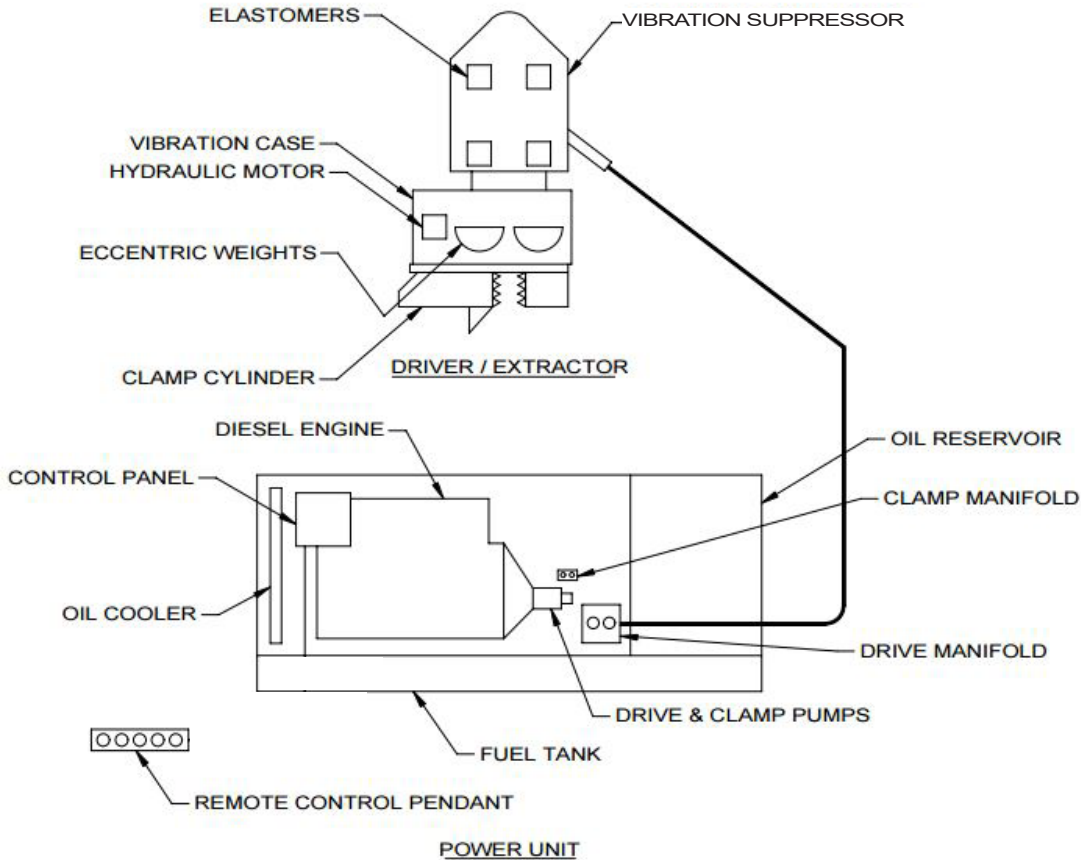 ELASTOMERS
VIBRATION SUPPRESSOR
VIBRATION CASE
HYDRAULIC MOTOR
ECCENTRIC WEIGHTS
CLAMP CYLINDER
DRIVER / EXTRACTOR
DIESEL ENGINE
OIL RESERVOIR
CONTROL PANEL
CLAMP MANIFOLD
OIL COOLER
DRIVE MANIFOLD
DRIVE & CLAMP PUMPS
FUEL TANK
REMOTE CONTROL PENDANT
POWER UNIT